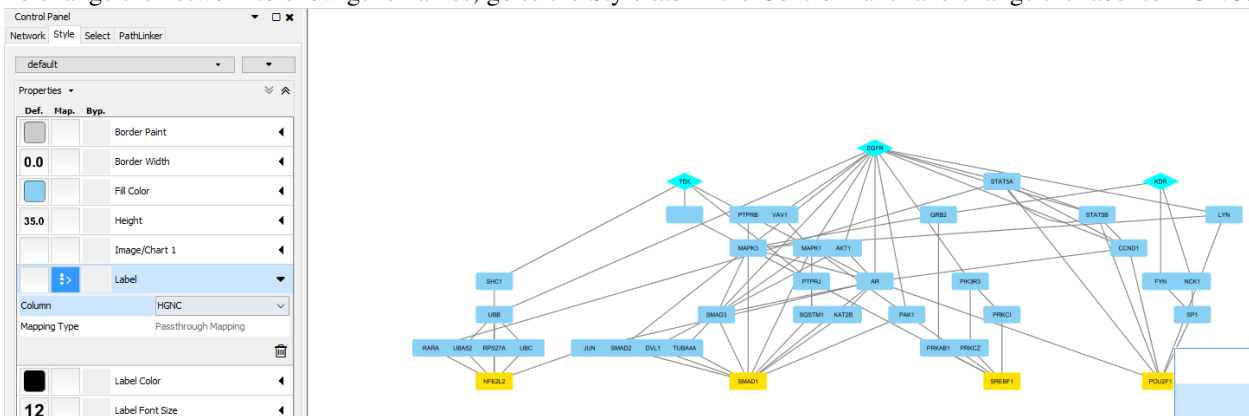 Control Panel
Network Style Select PathLinker
default
Properties
Def. Map. Byp.
Border Paint
0.0 Border Width
Fill Color
35.0 Height
Image/Chart 1
Label
Column HGNC
Mapping Type Passthrough Mapping
Label Color
12 Label Font Size
EGFR
TEK STAT5A KDR
PTPRB VAV1 GRB2 STAT5B LYN
MAPK3 MAPK1 AKT1 CCND1
SHC1 PTPRJ AR PIK3R3 FYN NCK1
UBB SMAD3 SQSTM1 KAT2B PAK1 PRKCI SP1
RARA UBA52 RPS27A UBC JUN SMAD2 DVL1 TUBA4A PRKAB1 PRKCZ
NFE2L2 SMAD1 SREBF1 POU2F1